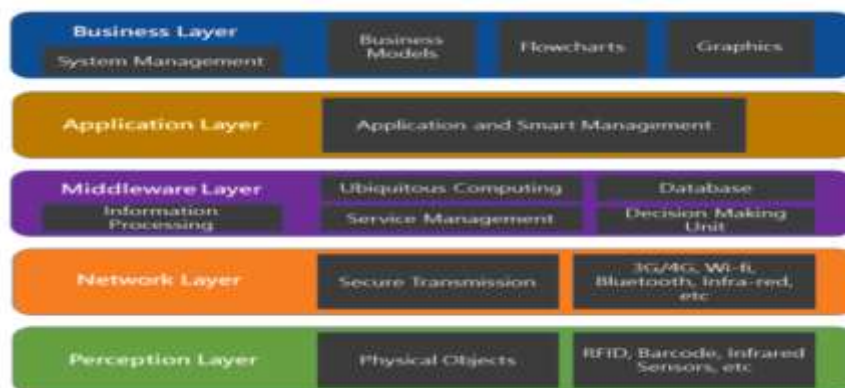 Business Layer
System Management
Business
Models
Flowcharts
Graphics
Application Layer
Application and Smart Management
Middleware Layer
Information
Processing
Ubiquitous Computing
Database
Service Management
Decision Making
Unit
Network Layer
Secure Transmission
3G/4G, Wi-fi,
Bluetooth, Infra-red,
etc
Perception Layer
Physical Objects
RFID, Barcode, Infrared
Sensors, etc